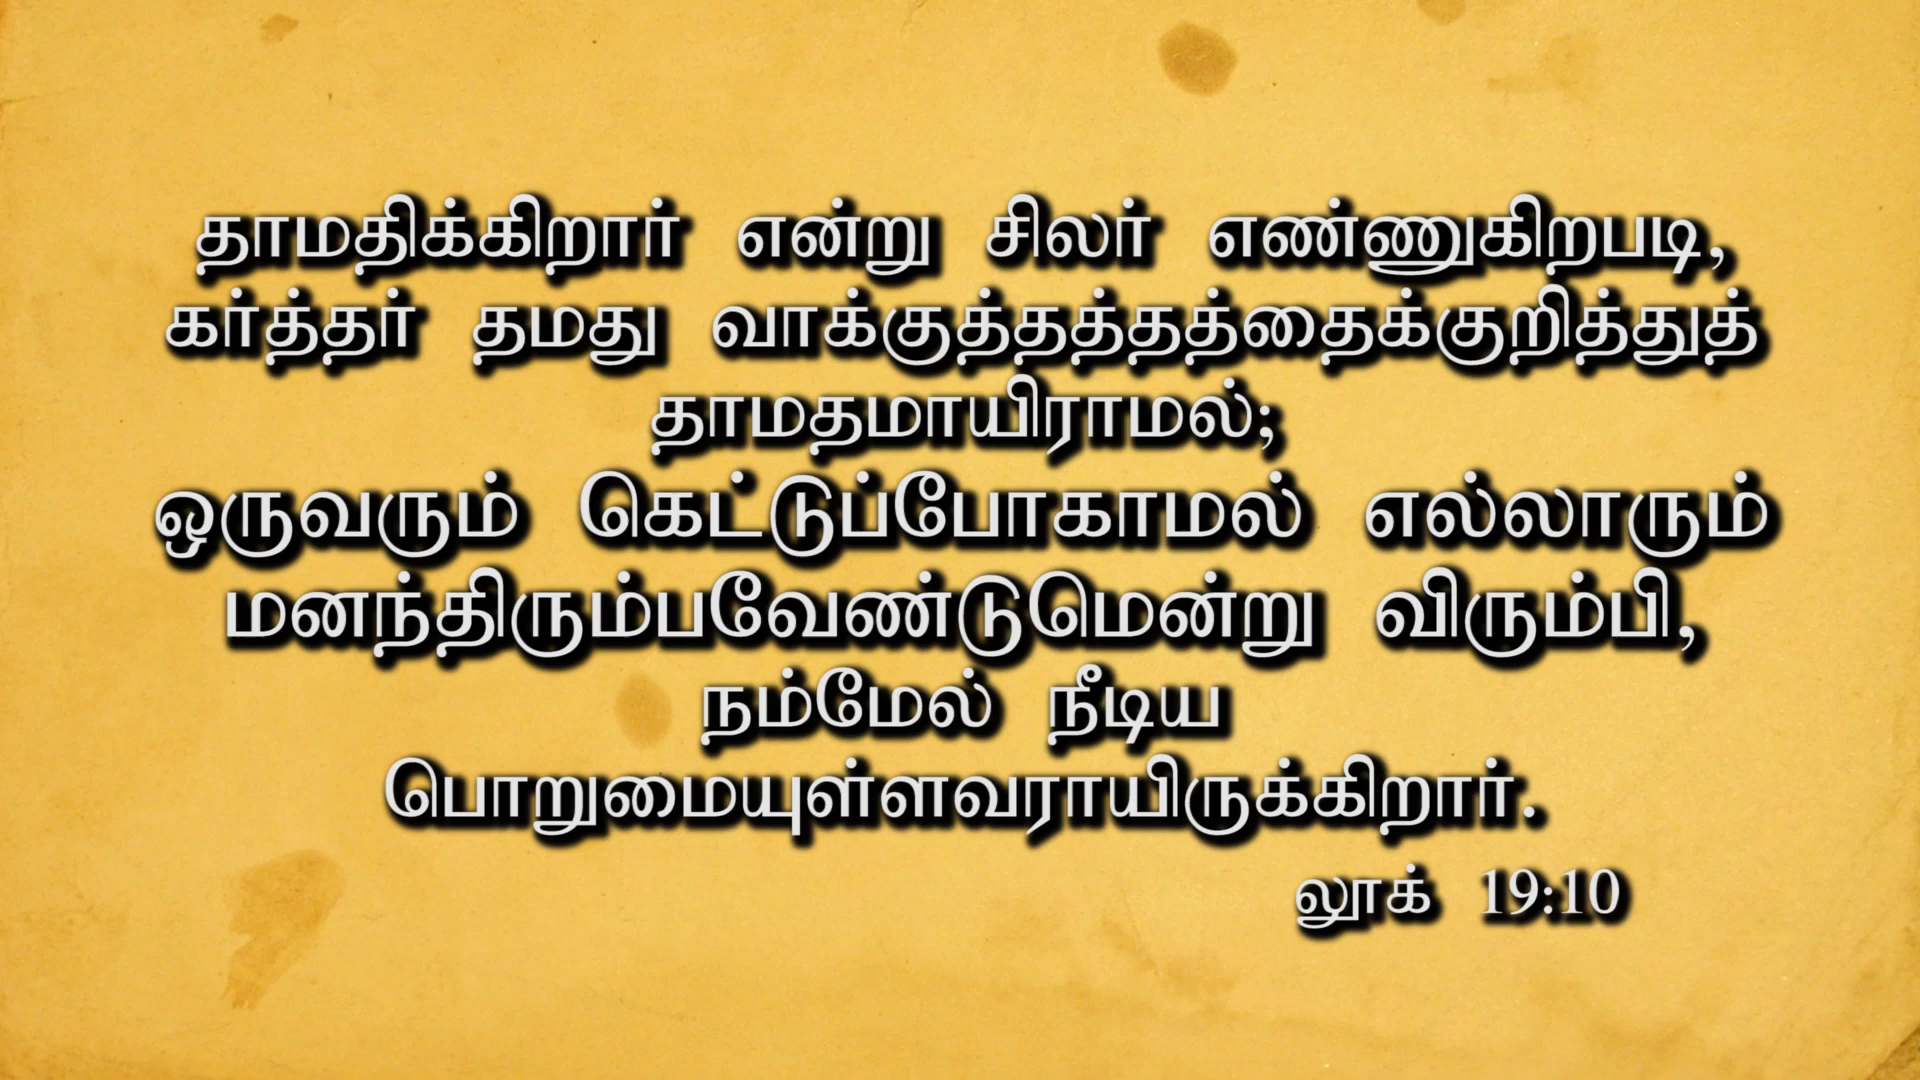 தாமதிக்கிறார் என்று சிலர் எண்ணுகிறபடி,
கர்த்தர் தமது வாக்குத்தத்தத்தைக்குறித்துத்
தாமதமாயிராமல்;
ஒருவரும் கெட்டுப்போகாமல் எல்லாரும்
மனந்திரும்பவேண்டுமென்று விரும்பி,
நம்மேல் நீடிய
பொறுமையுள்ளவராயிருக்கிறார்.
லூக் 19:10